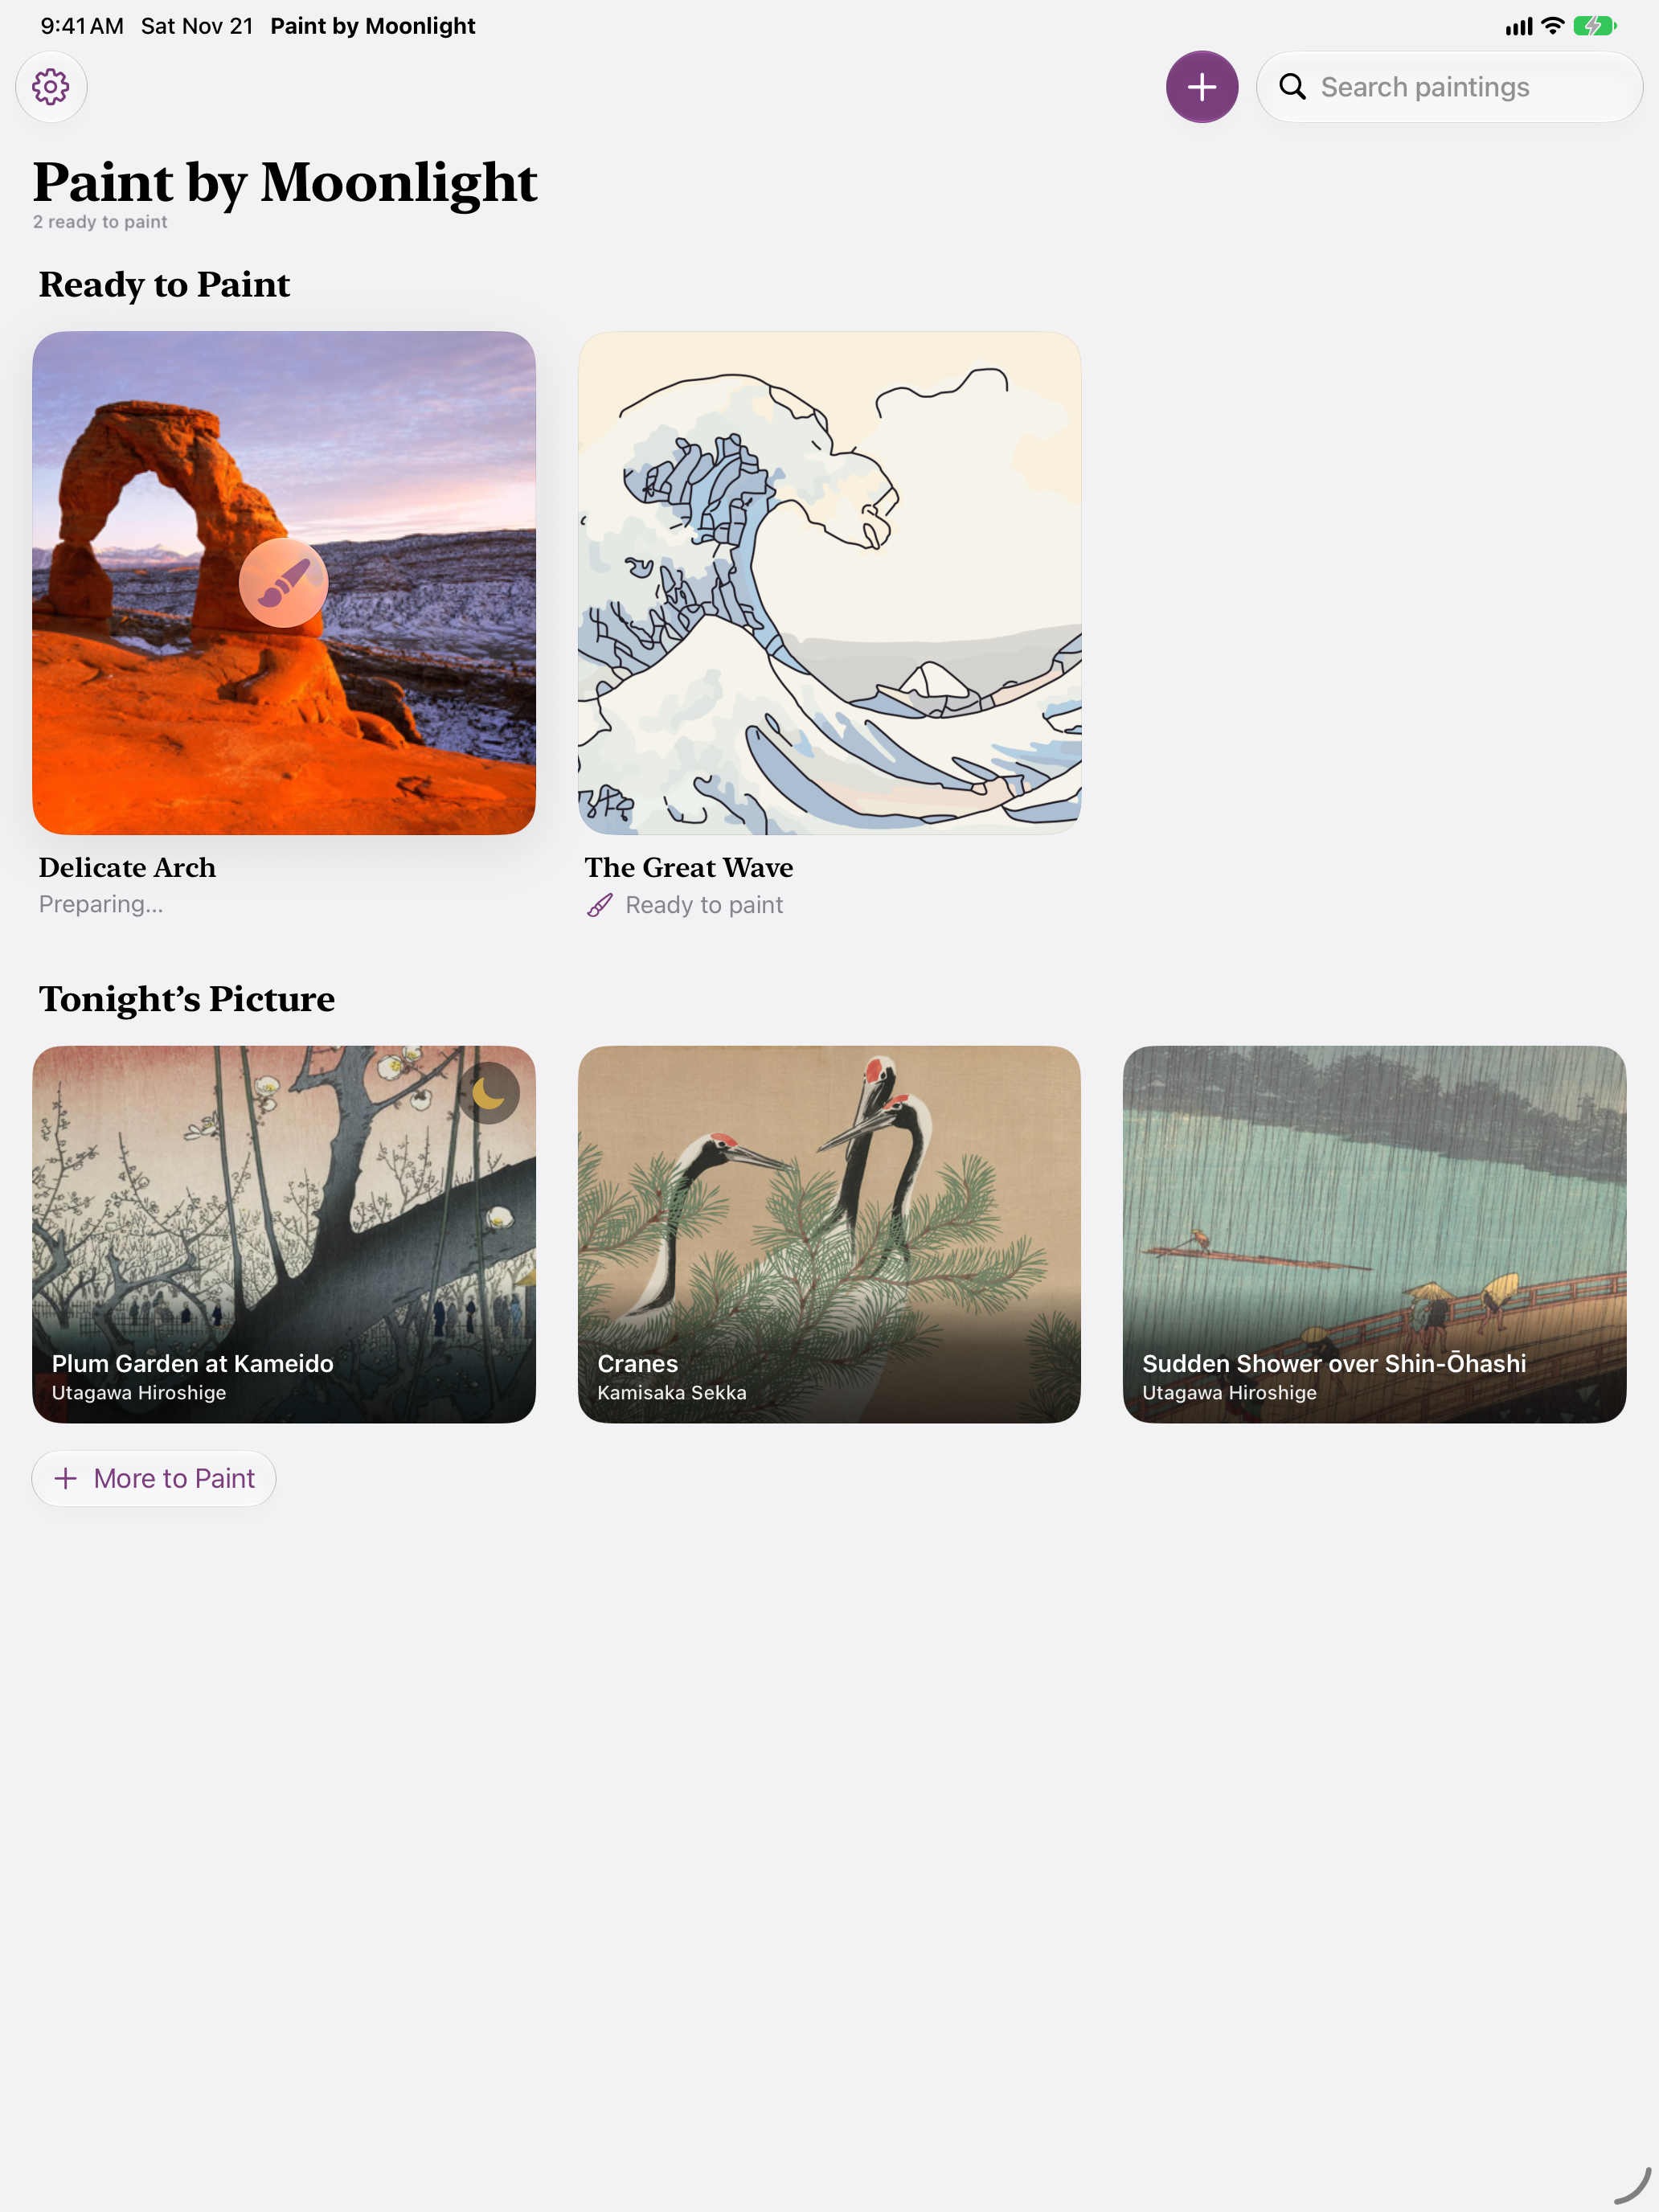 9:41 AM Sat Nov 21 Paint by Moonlight
Search paintings
Paint by Moonlight
2 ready to paint
Ready to Paint
Delicate Arch
Preparing...
The Great Wave
Ready to paint
Tonight’s Picture
Plum Garden at Kameido
Utagawa Hiroshige
Cranes
Kamisaka Sekka
Sudden Shower over Shin-Ōhashi
Utagawa Hiroshige
More to Paint